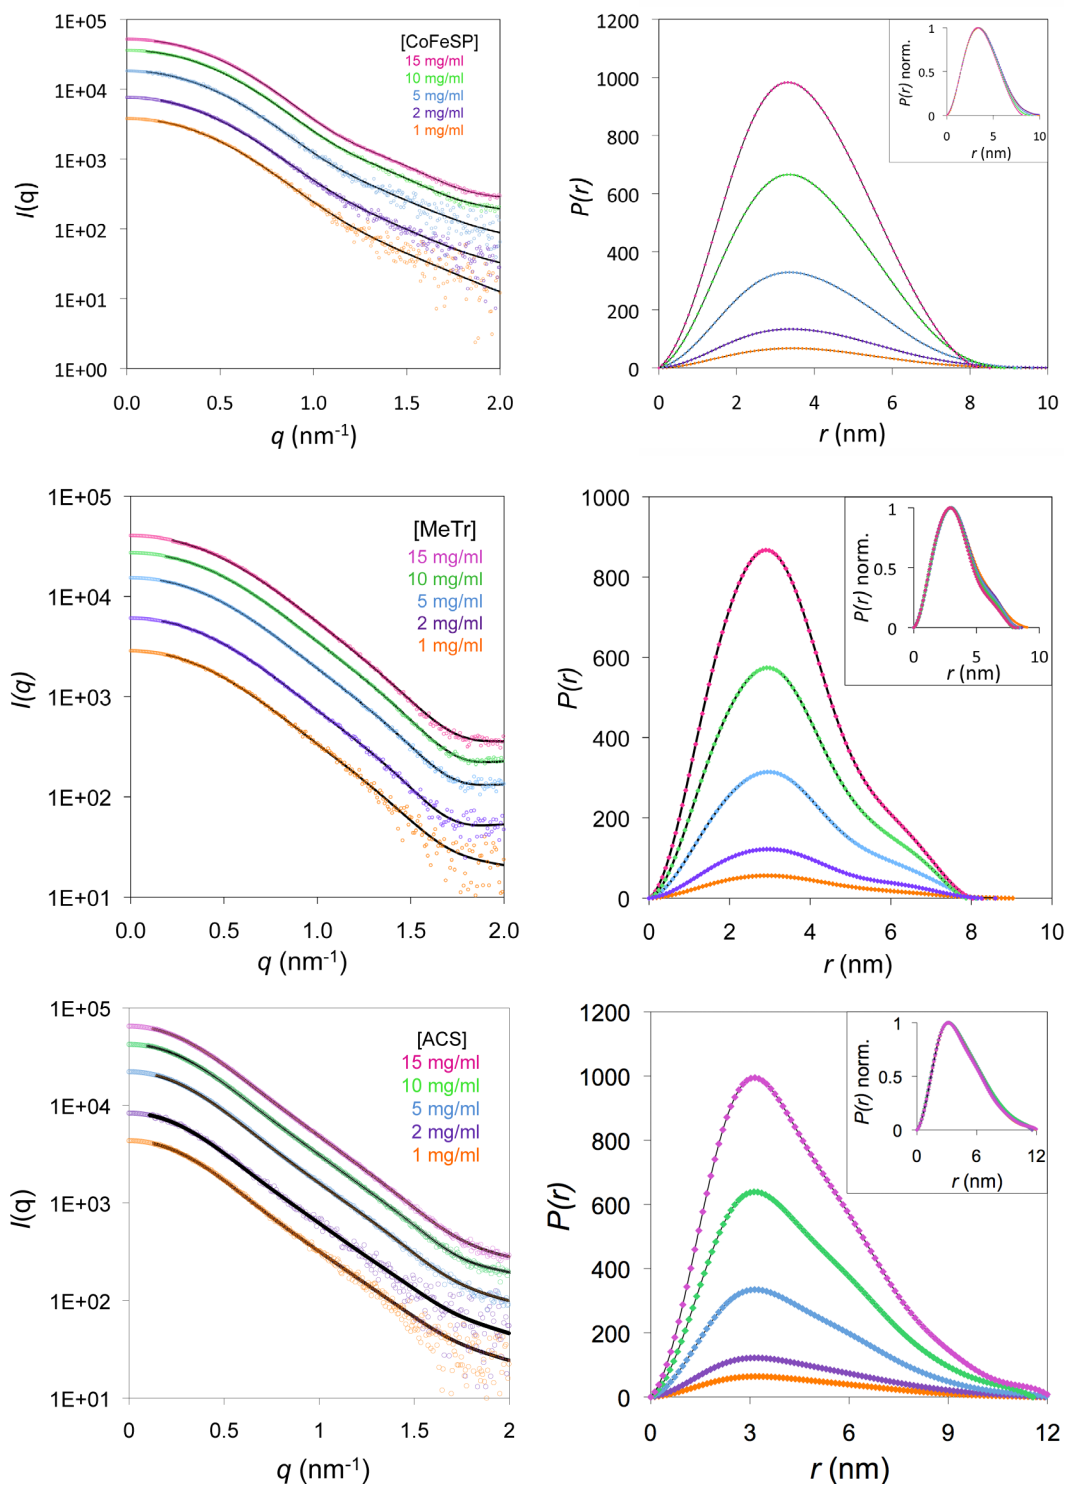 1E+05
1E+04
1E+03
1E+02
1E+01
1E+00
I(q)
[CoFeSP]
15 mg/ml
10 mg/ml
5 mg/ml
2 mg/ml
1 mg/ml
0.0 0.5 1.0 1.5 2.0
q (nm-1)
1200
1000
800
600
400
200
0
P(r)
0 2 4 6 8 10
r (nm)
1
0.5
0
P(r) norm.
0 5 10
r (nm)
1E+05
1E+04
1E+03
1E+02
1E+01
I(q)
[MeTr]
15 mg/ml
10 mg/ml
5 mg/ml
2 mg/ml
1 mg/ml
0.0 0.5 1.0 1.5 2.0
q (nm-1)
1000
800
600
400
200
0
P(r)
0 2 4 6 8 10
r (nm)
1
0.5
0
P(r) norm.
0 5 10
r (nm)
1E+05
1E+04
1E+03
1E+02
1E+01
I(q)
[ACS]
15 mg/ml
10 mg/ml
5 mg/ml
2 mg/ml
1 mg/ml
0 0.5 1 1.5 2
q (nm-1)
1200
1000
800
600
400
200
0
P(r)
0 3 6 9 12
r (nm)
1
0.5
0
P(r) norm.
0 6 12
r (nm)